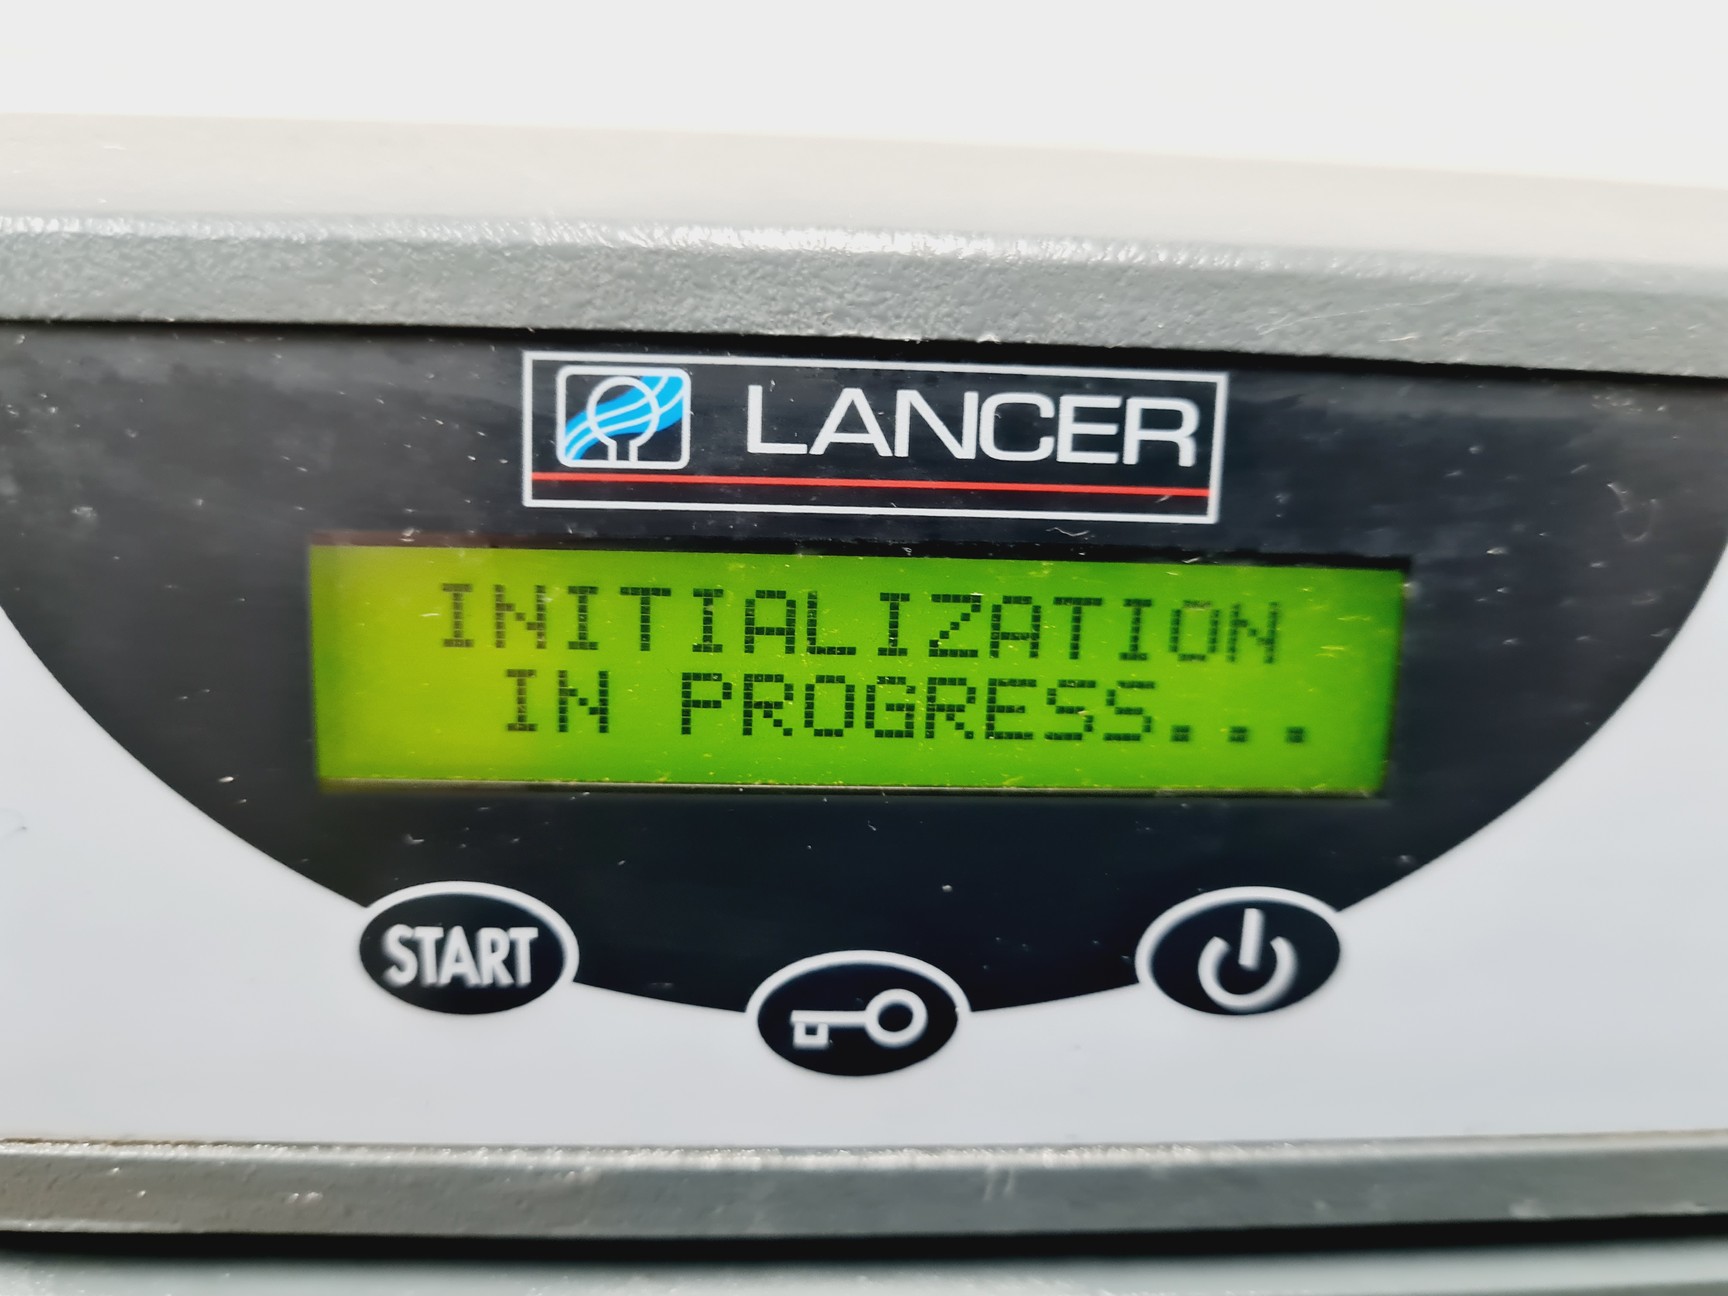 LANCER
INITIALIZATION
IN PROGRESS...
START